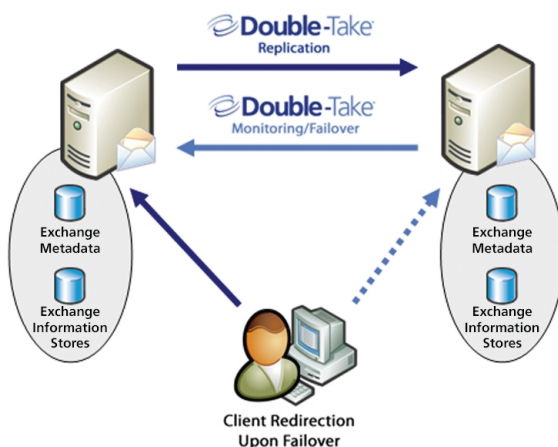 Double-Take
Replication
Double-Take
Monitoring/Failover
Exchange
Metadata
Exchange
Information
Stores
Exchange
Metadata
Exchange
Information
Stores
Client Redirection
Upon Failover